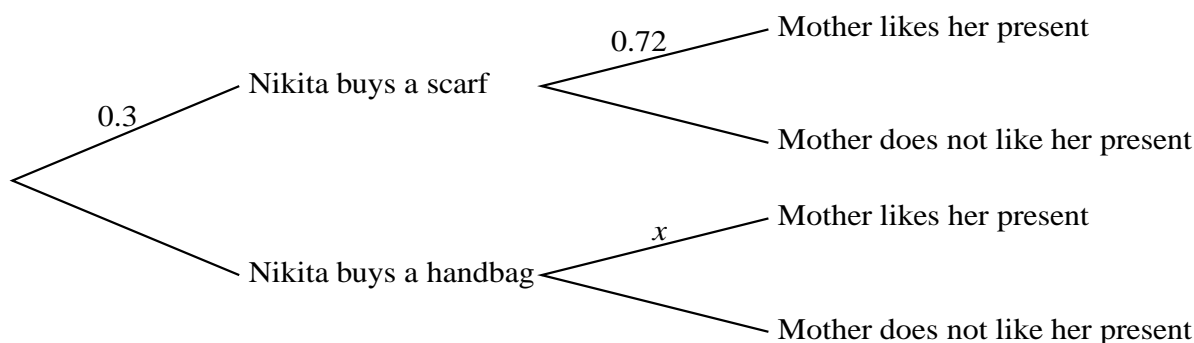 Mother likes her present
0.72
Nikita buys a scarf
0.3
Mother does not like her present
Mother likes her present
x
Nikita buys a handbag
Mother does not like her present